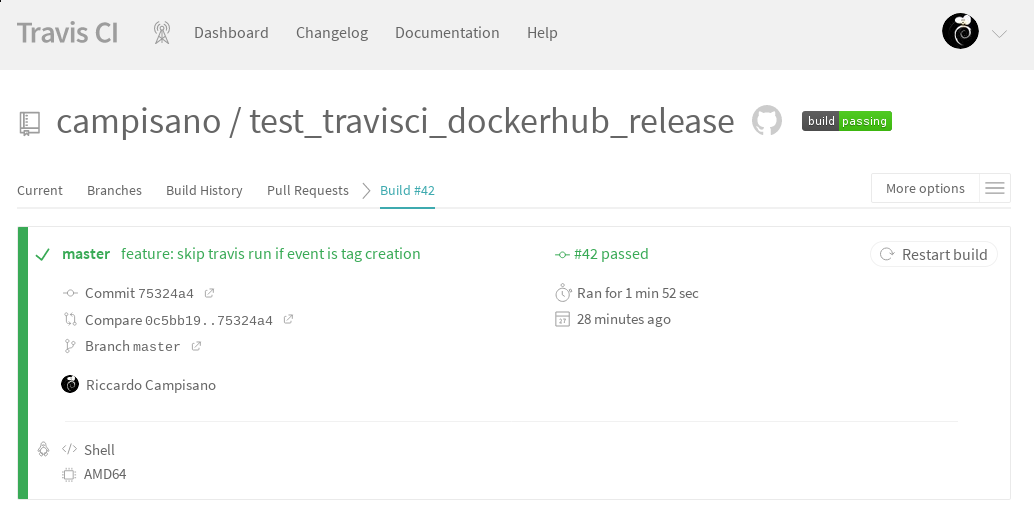 Travis CI Dashboard Changelog Documentation Help
campisano / test_travisci_dockerhub_release build passing
Current Branches Build History Pull Requests Build #42 More options
master feature: skip travis run if event is tag creation #42 passed Restart build
Commit 75324a4 Ran for 1 min 52 sec
Compare 0c5bb19..75324a4 28 minutes ago
Branch master
Riccardo Campisano
Shell
AMD64